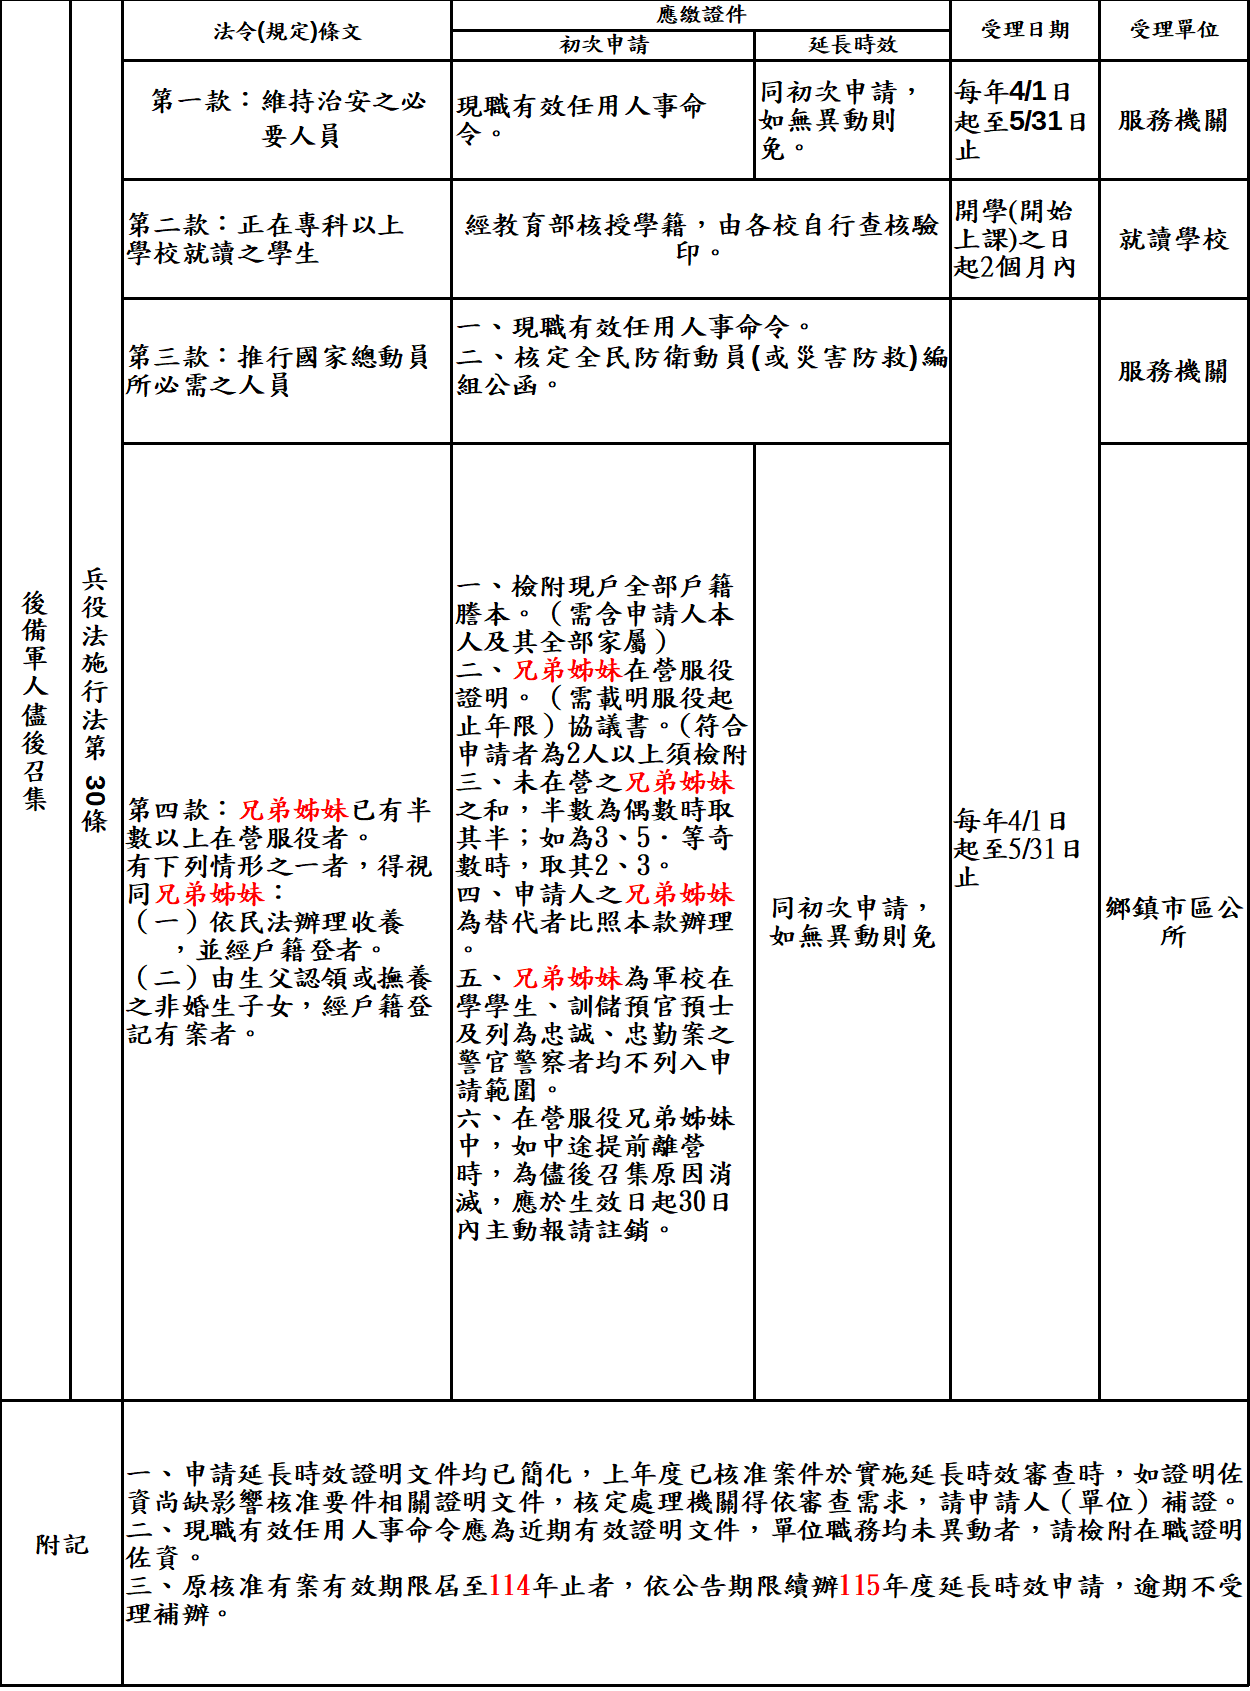 法令(規定)條文
應繳證件
初次申請
延長時效
受理日期
受理單位
後備軍人儘後召集
兵役法施行法第 30條
第一款：維持治安之必
要人員
現職有效任用人事命
令。
同初次申請，
如無異動則
免。
每年4/1日
起至5/31日
止
服務機關
第二款：正在專科以上
學校就讀之學生
經教育部核授學籍，由各校自行查核驗
印。
開學(開始
上課)之日
起2個月內
就讀學校
第三款：推行國家總動員
所必需之人員
一、現職有效任用人事命令。
二、核定全民防衛動員(或災害防救)編
組公函。
服務機關
第四款：兄弟姊妹已有半
數以上在營服役者。
有下列情形之一者，得視
同兄弟姊妹：
（一）依民法辦理收養
，並經戶籍登者。
（二）由生父認領或撫養
之非婚生子女，經戶籍登
記有案者。
一、檢附現戶全部戶籍
謄本。（需含申請人本
人及其全部家屬）
二、兄弟姊妹在營服役
證明。（需載明服役起
止年限）協議書。(符合
申請者為2人以上須檢附
三、未在營之兄弟姊妹
之和，半數為偶數時取
其半；如為3、5．等奇
數時，取其2、3。
四、申請人之兄弟姊妹
為替代者比照本款辦理
。
五、兄弟姊妹為軍校在
學學生、訓儲預官預士
及列為忠誠、忠勤案之
警官警察者均不列入申
請範圍。
六、在營服役兄弟姊妹
中，如中途提前離營
時，為儘後召集原因消
滅，應於生效日起30日
內主動報請註銷。
同初次申請，
如無異動則免
每年4/1日
起至5/31日
止
鄉鎮市區公
所
附記
一、申請延長時效證明文件均已簡化，上年度已核准案件於實施延長時效審查時，如證明佐
資尚缺影響核准要件相關證明文件，核定處理機關得依審查需求，請申請人（單位）補證。
二、現職有效任用人事命令應為近期有效證明文件，單位職務均未異動者，請檢附在職證明
佐資。
三、原核准有案有效期限屆至114年止者，依公告期限續辦115年度延長時效申請，逾期不受
理補辦。